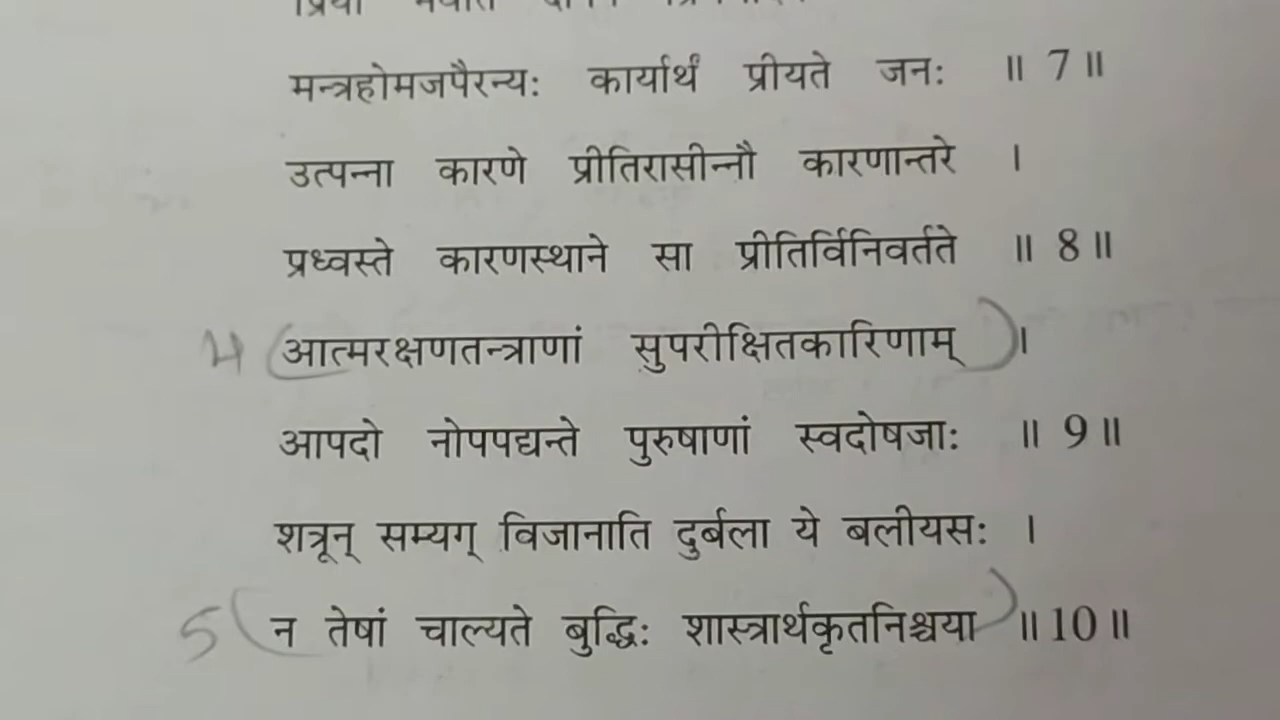 मन्त्रहोमजपैरन्यः कार्यार्थं प्रीयते जनः ॥ 7॥
उत्पन्ना कारणे प्रीतिरासीन्नौ कारणान्तरे ।
प्रध्वस्ते कारणस्थाने सा प्रीतिर्विनिवर्तते ॥ 8॥
4 (आत्मरक्षणतन्त्राणां सुपरीक्षितकारिणाम्) ।
आपदो नोपपद्यन्ते पुरुषाणां स्वदोषजाः ॥ 9॥
शत्रून् सम्यग् विजानाति दुर्बला ये बलीयसः ।
5 (न तेषां चाल्यते बुद्धिः शास्त्रार्थकृतनिश्चया) ॥10॥